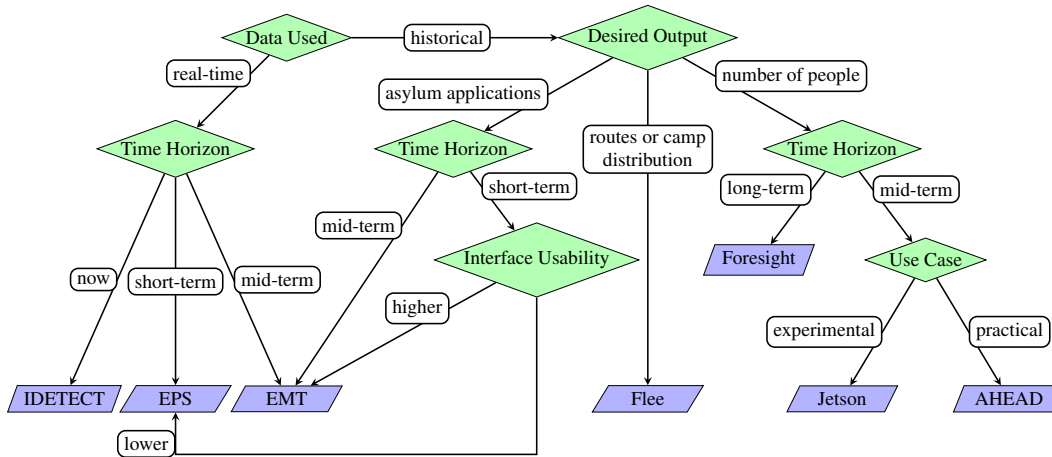 Data Used
historical
Desired Output
real-time
asylum applications
number of people
Time Horizon
Time Horizon
routes or camp
distribution
Time Horizon
short-term
long-term
mid-term
mid-term
Interface Usability
Foresight
Use Case
now
short-term
mid-term
higher
experimental
practical
IDETECT
EPS
EMT
Flee
Jetson
AHEAD
lower